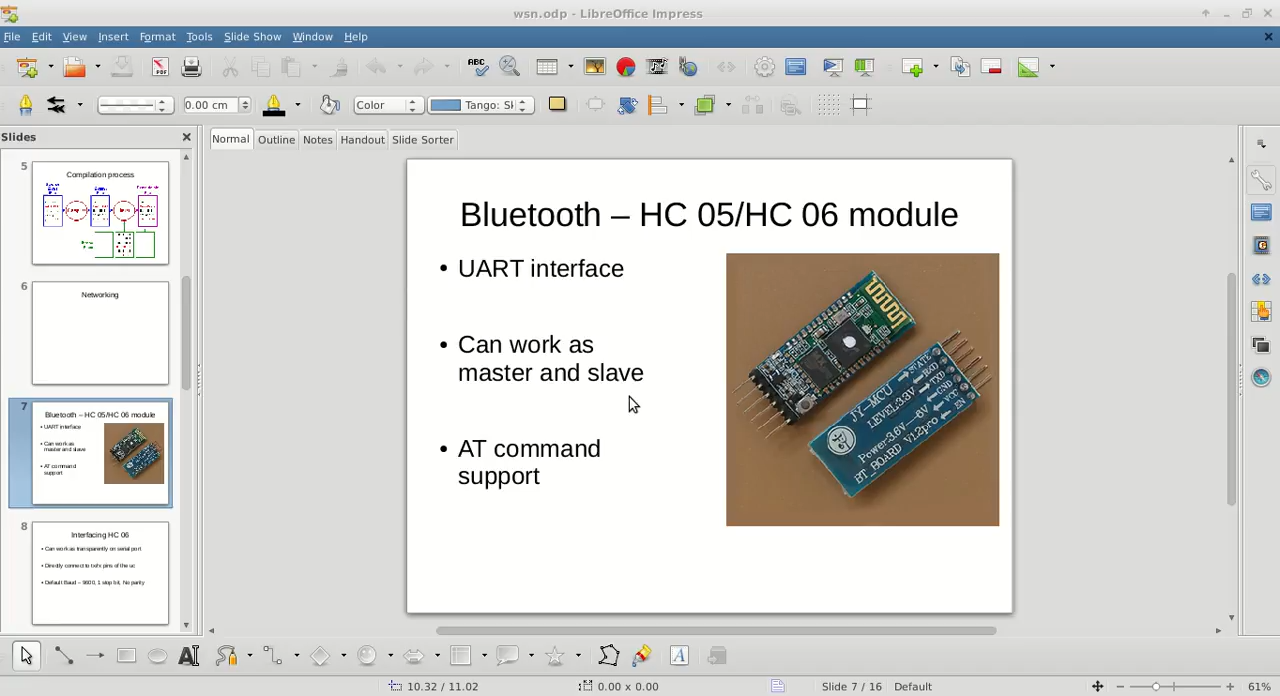 wsn.odp - LibreOffice Impress
File Edit View Insert Format Tools Slide Show Window Help
0.00 cm Color Tango: Sl
Slides
Normal Outline Notes Handout Slide Sorter
5
Compilation process
6
Networking
7
Bluetooth – HC 05/HC 06 module
• UART interface
• Can work as
master and slave
• AT command
support
8
Interfacing HC 06
• Can work as transparently on serial port
• Directly connect to tx/rx pins of the uc
• Default Baud – 9600, 1 stop bit, No parity
Bluetooth – HC 05/HC 06 module
• UART interface
• Can work as
master and slave
• AT command
support
STATE
RXD
TXD
GND
VCC
EN
JY-MCU
LEVEL:3.3V
Power:3.6V---6V
BT_BOARD V1.2pro
10.32 / 11.02 0.00 x 0.00 Slide 7 / 16 Default 61%